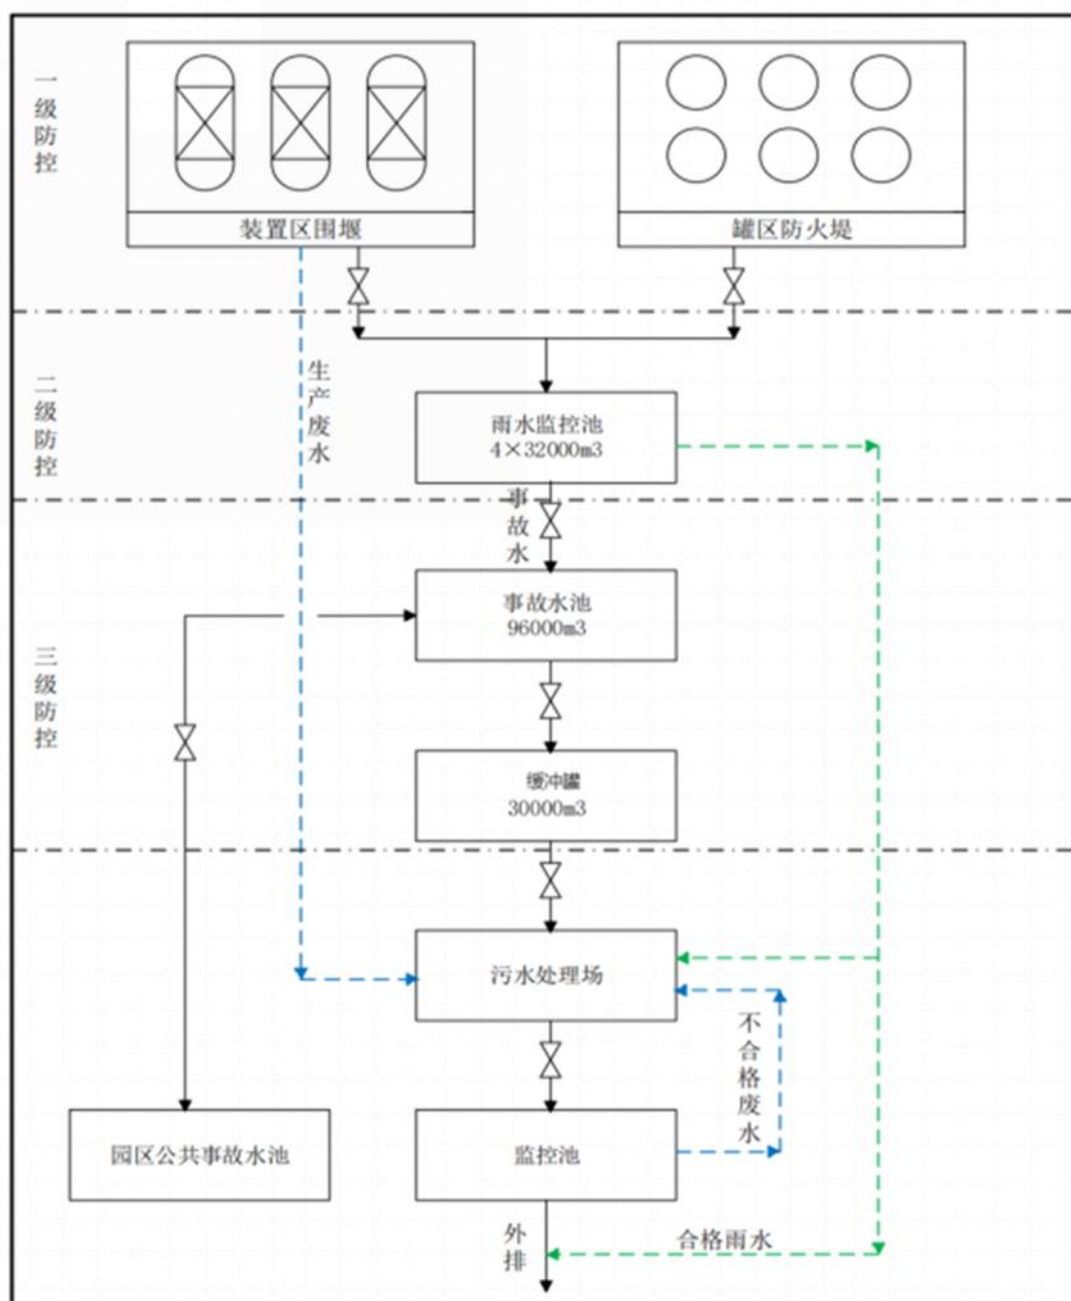 一级防控
装置区围堰
罐区防火堤
二级防控
生产废水
雨水监控池
4×32000m3
事故水
三级防控
事故水池
96000m3
缓冲罐
30000m3
污水处理场
不合格废水
园区公共事故水池
监控池
外排
合格雨水